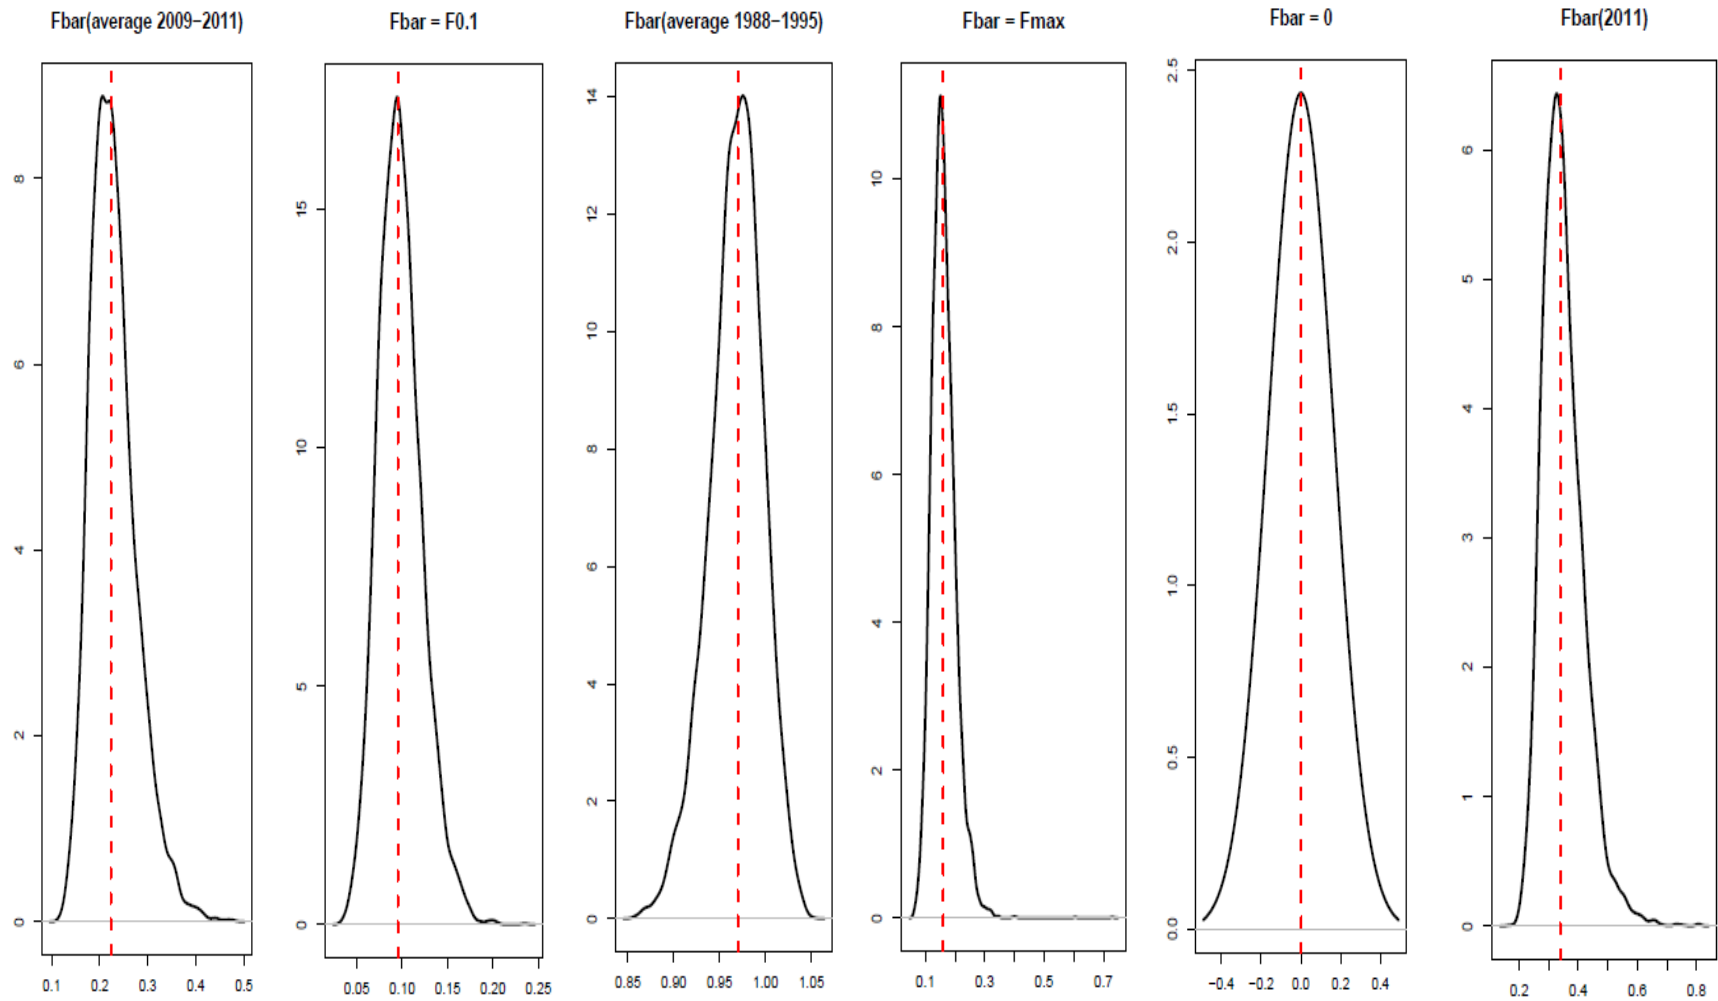 Fbar(average 2009−2011)
Fbar = F0.1
Fbar(average 1988−1995)
Fbar = Fmax
Fbar = 0
Fbar(2011)
0 2 4 6 8
0.1 0.2 0.3 0.4 0.5
0 5 10 15
0.05 0.10 0.15 0.20 0.25
0 2 4 6 8 10 12 14
0.85 0.90 0.95 1.00 1.05
0 2 4 6 8 10
0.1 0.3 0.5 0.7
0.0 0.5 1.0 1.5 2.0 2.5
−0.4 −0.2 0.0 0.2 0.4
0 1 2 3 4 5 6
0.2 0.4 0.6 0.8